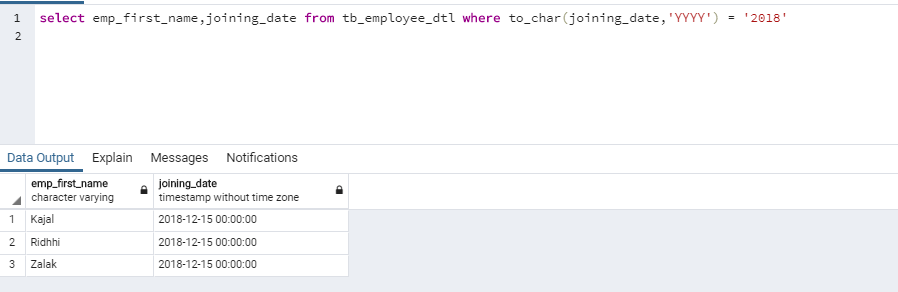 1 select emp_first_name,joining_date from tb_employee_dtl where to_char(joining_date,'YYYY') = '2018'
2
Data Output Explain Messages Notifications
emp_first_name joining_date
character varying timestamp without time zone
1 Kajal 2018-12-15 00:00:00
2 Ridhhi 2018-12-15 00:00:00
3 Zalak 2018-12-15 00:00:00